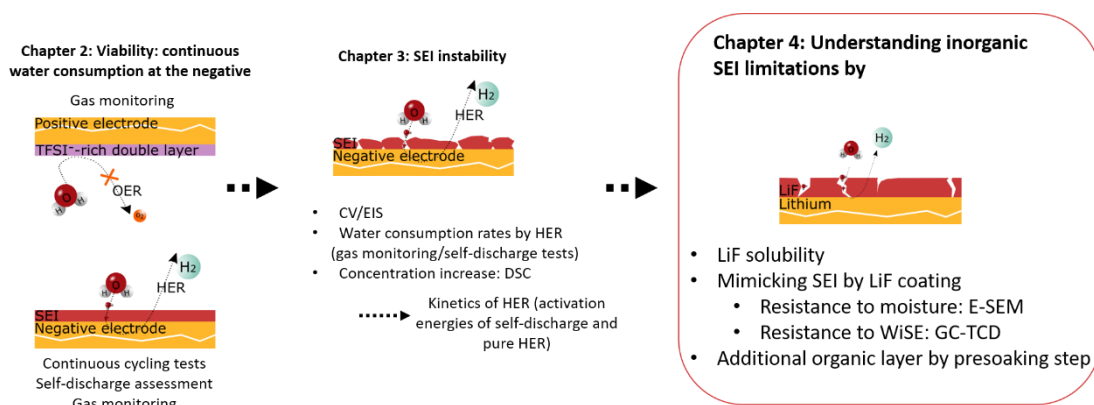 Chapter 2: Viability: continuous
water consumption at the negative
Gas monitoring
Positive electrode
TFSI⁻-rich double layer
OER
H
O
H
O₂
H₂
HER
H
O
H
SEI
Negative electrode
Continuous cycling tests
Self-discharge assessment
Gas monitoring
Chapter 3: SEI instability
H₂
O
H
H
HER
SEI
Negative electrode
• CV/EIS
• Water consumption rates by HER
(gas monitoring/self-discharge tests)
• Concentration increase: DSC
Kinetics of HER (activation
energies of self-discharge and
pure HER)
Chapter 4: Understanding inorganic
SEI limitations by
H₂
LiF
Lithium
• LiF solubility
• Mimicking SEI by LiF coating
• Resistance to moisture: E-SEM
• Resistance to WiSE: GC-TCD
• Additional organic layer by presoaking step